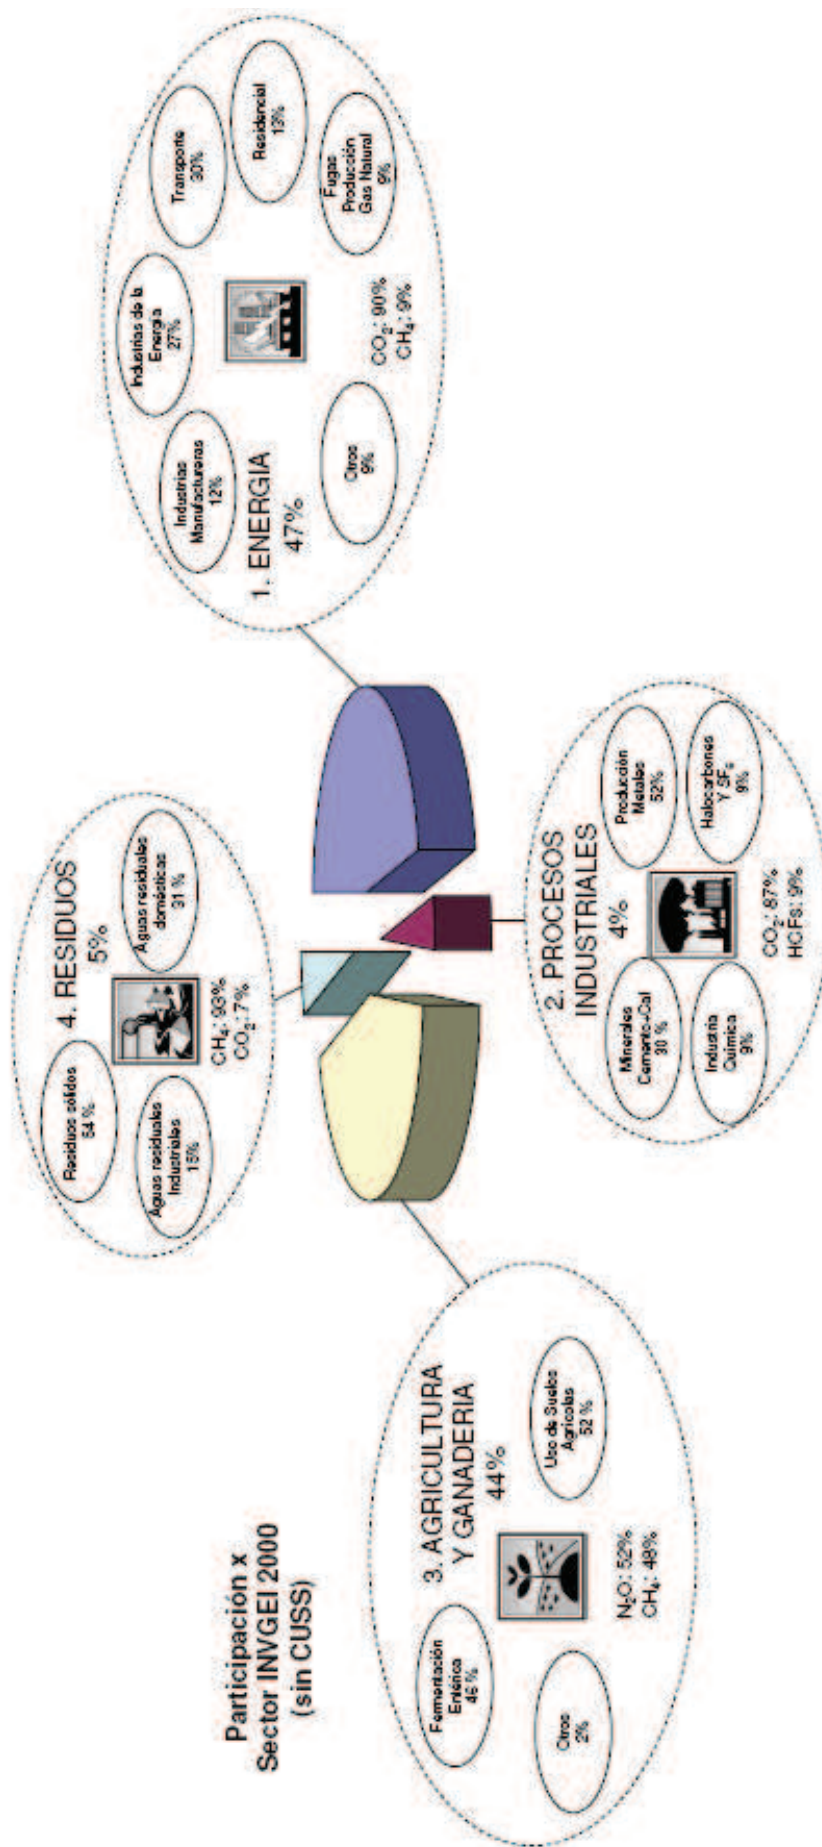 Participación x
Sector INVGEI 2000
(sin CUSS)
1. ENERGIA
47%
Industrias
Manufactureras
12%
Industrias de la
Energía
27%
Transporte
30%
Residencial
13%
Fugas
Producción
Gas Natural
9%
Otros
9%
CO₂: 90%
CH₄: 9%
2. PROCESOS
INDUSTRIALES
4%
Minerales
Cemento+Cal
30 %
Producción
Metales
52%
Industria
Química
9%
Halocarbones
Y SF₆
9%
CO₂: 87%
HCFs: 9%
3. AGRICULTURA
Y GANADERIA
44%
Fermentación
Entérica
46 %
Uso de Suelos
Agrícolas
52 %
Otros
2%
N₂O: 52%
CH₄: 48%
4. RESIDUOS
5%
Residuos sólidos
54 %
Aguas residuales
domésticas
31 %
Aguas residuales
Industriales
15%
CH₄: 93%
CO₂: 7%